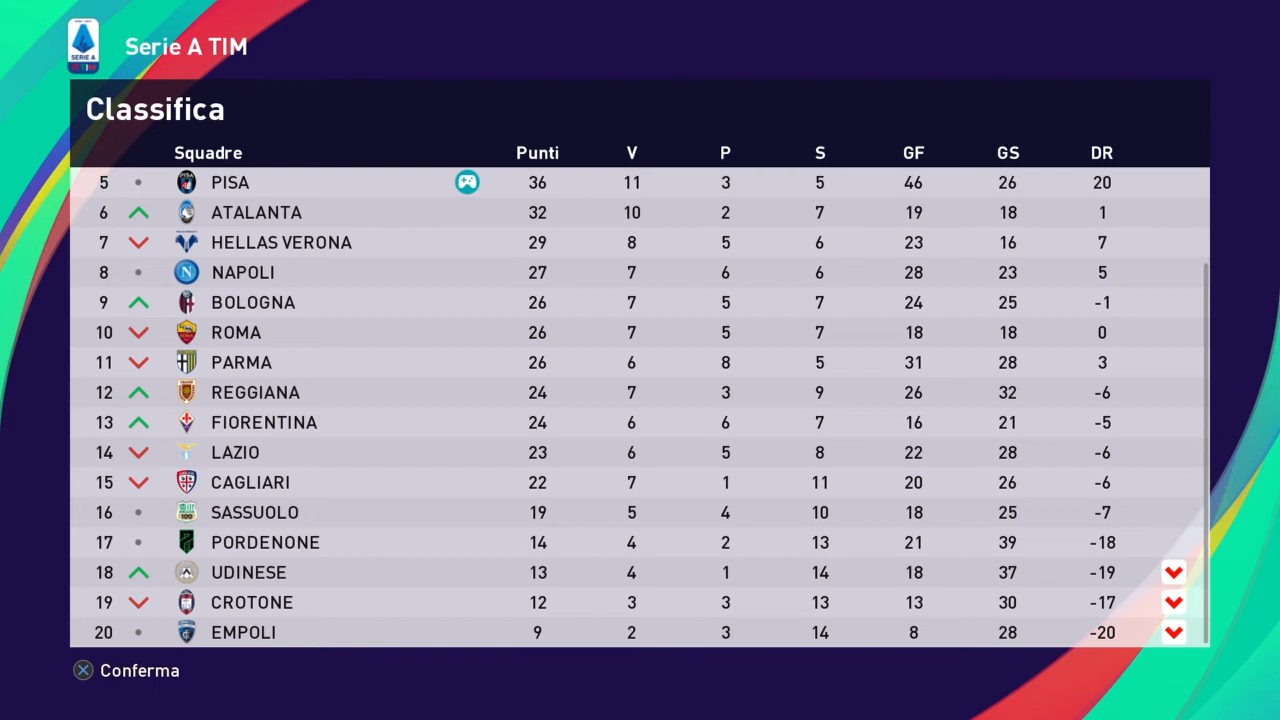 SERIE A
TIM
Serie A TIM
Classifica
Squadre Punti V P S GF GS DR
5 PISA 36 11 3 5 46 26 20
6 ATALANTA 32 10 2 7 19 18 1
7 HELLAS VERONA 29 8 5 6 23 16 7
8 NAPOLI 27 7 6 6 28 23 5
9 BOLOGNA 26 7 5 7 24 25 -1
10 ROMA 26 7 5 7 18 18 0
11 PARMA 26 6 8 5 31 28 3
12 REGGIANA 24 7 3 9 26 32 -6
13 FIORENTINA 24 6 6 7 16 21 -5
14 LAZIO 23 6 5 8 22 28 -6
15 CAGLIARI 22 7 1 11 20 26 -6
16 SASSUOLO 19 5 4 10 18 25 -7
17 PORDENONE 14 4 2 13 21 39 -18
18 UDINESE 13 4 1 14 18 37 -19
19 CROTONE 12 3 3 13 13 30 -17
20 EMPOLI 9 2 3 14 8 28 -20
Conferma